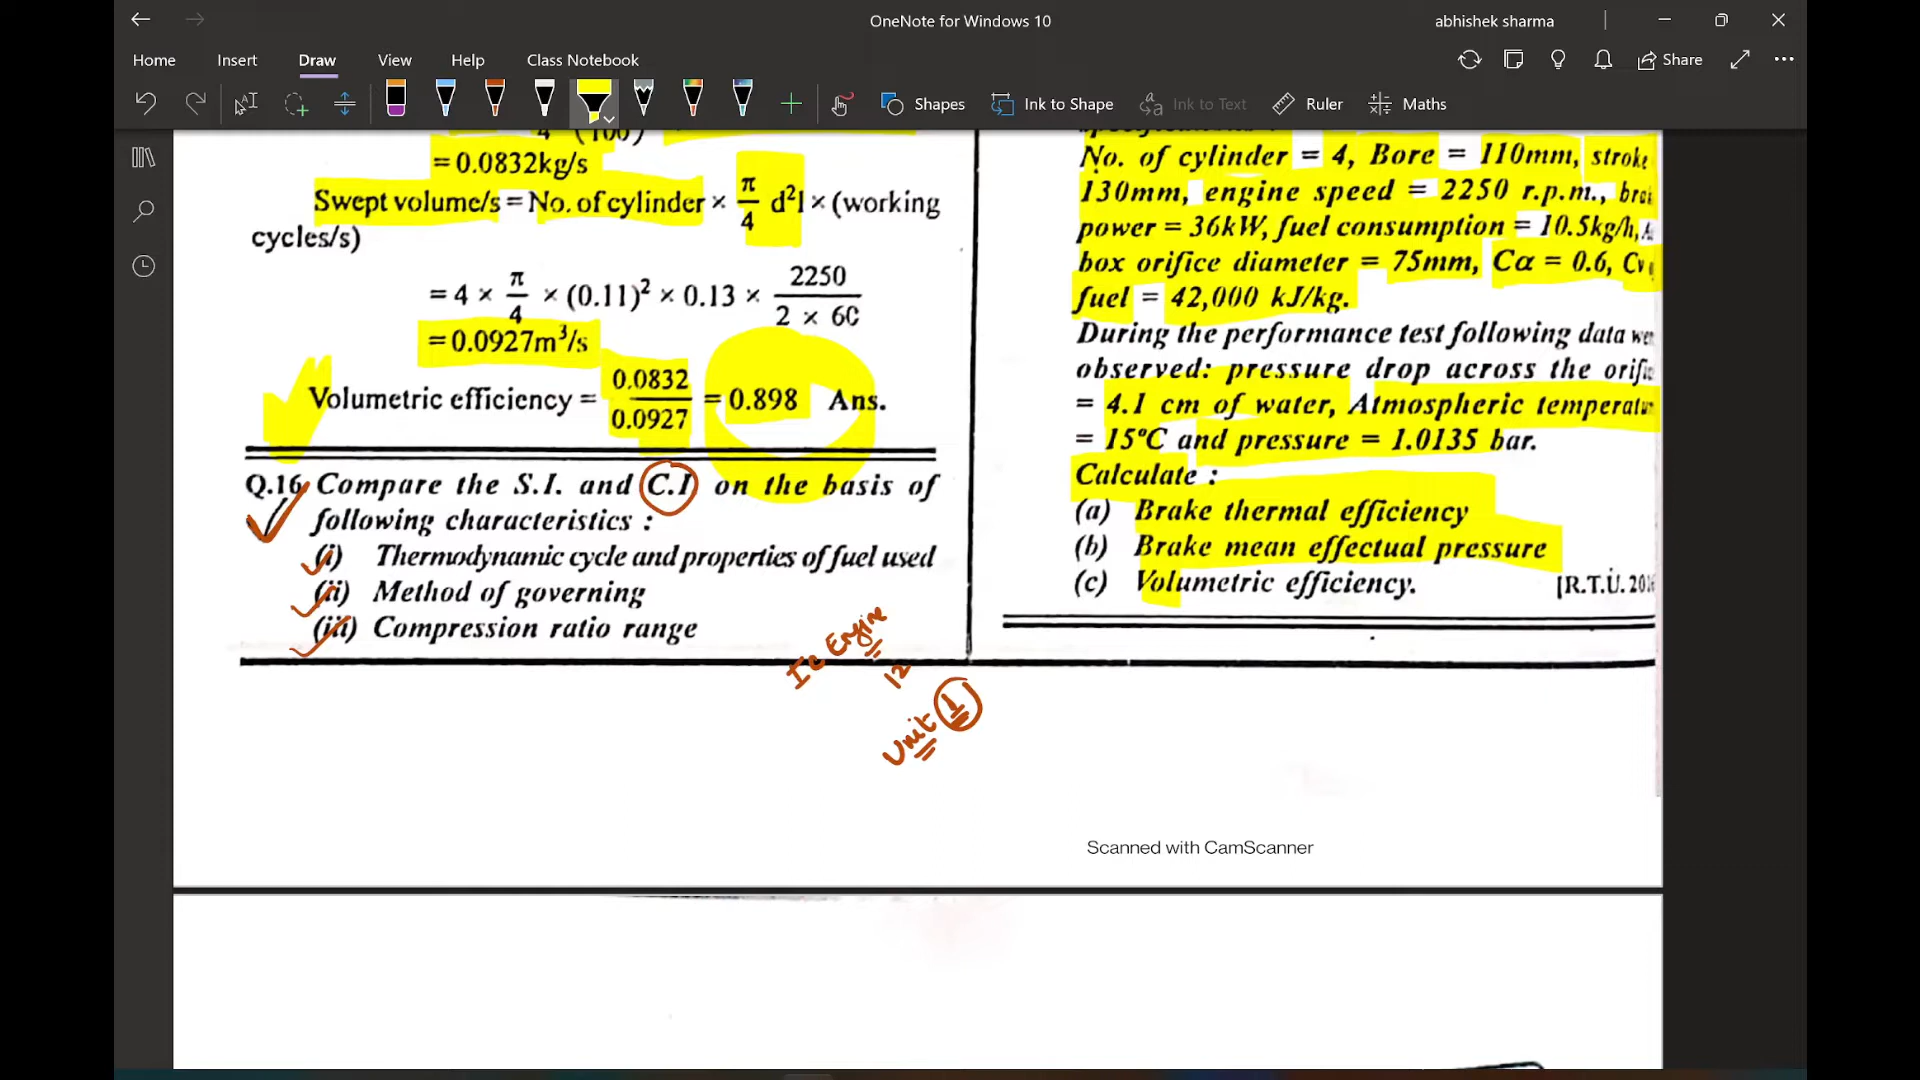 OneNote for Windows 10
abhishek sharma
Home Insert Draw View Help Class Notebook
Share
Shapes Ink to Shape Ink to Text Ruler Maths
4 (100)
= 0.0832kg/s
Swept volume/s = No. of cylinder × π/4 d²l × (working
cycles/s)
= 4 × π/4 × (0.11)² × 0.13 × 2250/(2 × 60)
= 0.0927m³/s
Volumetric efficiency = 0.0832/0.0927 = 0.898 Ans.
Q.16 Compare the S.I. and C.I on the basis of
following characteristics :
(i) Thermodynamic cycle and properties of fuel used
(ii) Method of governing
(iii) Compression ratio range
Ic Engine
12
Unit 1
No. of cylinder = 4, Bore = 110mm, stroke
130mm, engine speed = 2250 r.p.m.,
power = 36kW, fuel consumption = 10.5kg/h,
box orifice diameter = 75mm, Cα = 0.6, Cv
fuel = 42,000 kJ/kg.
During the performance test following data
observed: pressure drop across the
= 4.1 cm of water, Atmospheric
= 15°C and pressure = 1.0135 bar.
Calculate :
(a) Brake thermal efficiency
(b) Brake mean effectual pressure
(c) Volumetric efficiency. [R.T.U.
Scanned with CamScanner